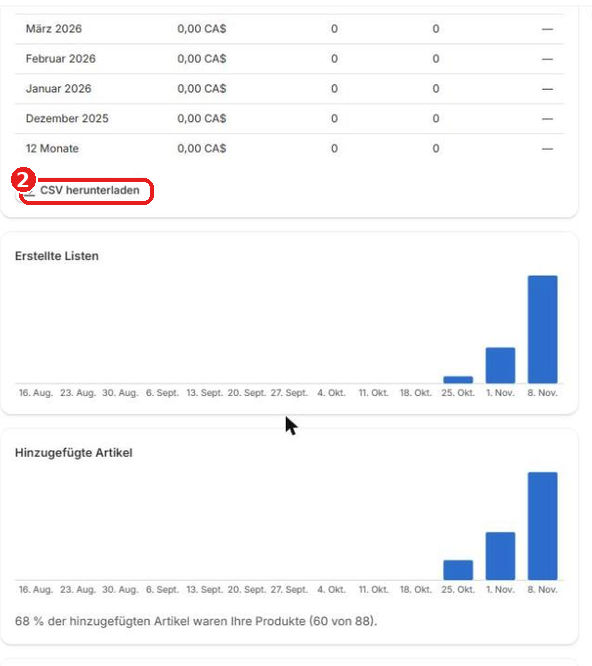 März 2026 0,00 CA$ 0 0 —
Februar 2026 0,00 CA$ 0 0 —
Januar 2026 0,00 CA$ 0 0 —
Dezember 2025 0,00 CA$ 0 0 —
12 Monate 0,00 CA$ 0 0 —
2
CSV herunterladen
Erstellte Listen
16. Aug. 23. Aug. 30. Aug. 6. Sept. 13. Sept. 20. Sept. 27. Sept. 4. Okt. 11. Okt. 18. Okt. 25. Okt. 1. Nov. 8. Nov.
Hinzugefügte Artikel
16. Aug. 23. Aug. 30. Aug. 6. Sept. 13. Sept. 20. Sept. 27. Sept. 4. Okt. 11. Okt. 18. Okt. 25. Okt. 1. Nov. 8. Nov.
68 % der hinzugefügten Artikel waren Ihre Produkte (60 von 88).